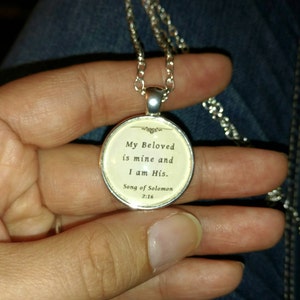 My Beloved
is mine and
I am His.
Song of Solomon
2:16